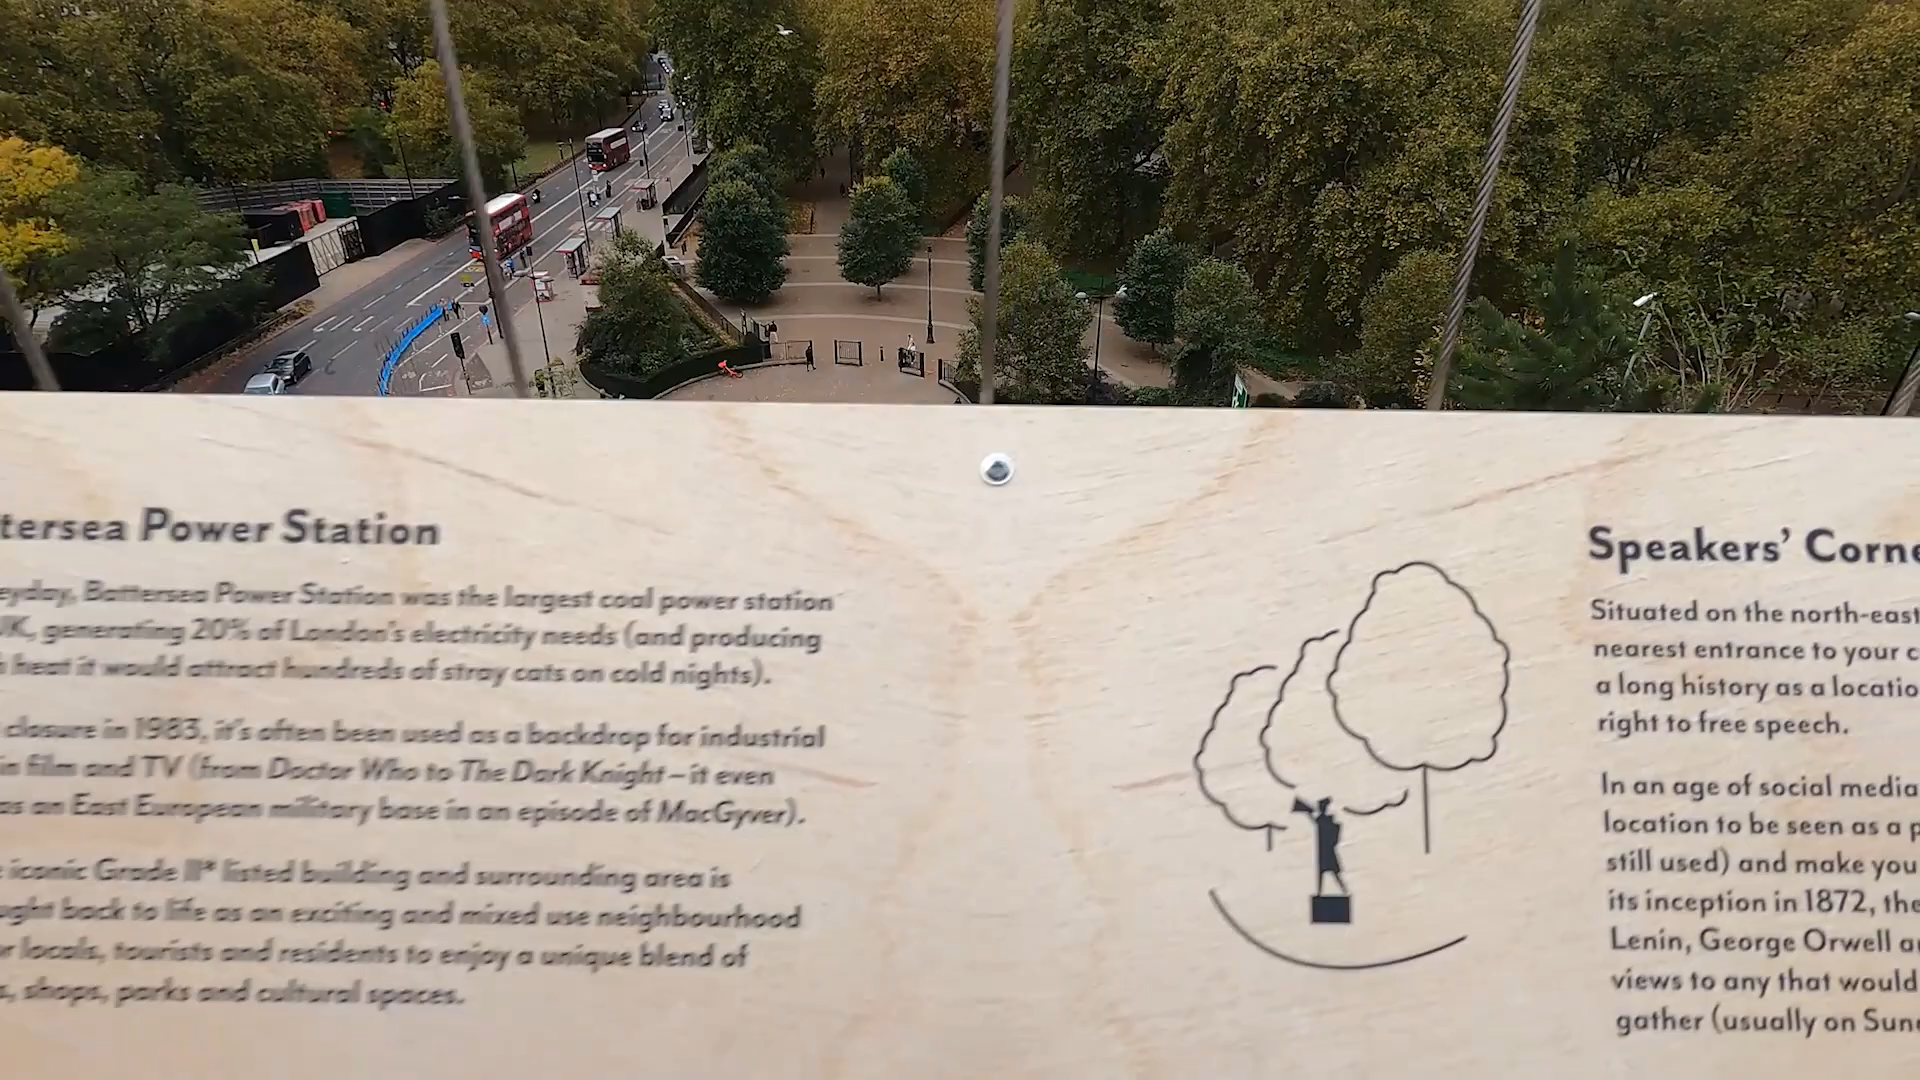 tersea Power Station
eyday, Battersea Power Station was the largest coal power station
UK, generating 20% of London's electricity needs (and producing
heat it would attract hundreds of stray cats on cold nights).
closure in 1983, it's often been used as a backdrop for industrial
in film and TV (from Doctor Who to The Dark Knight – it even
as an East European military base in an episode of MacGyver).
iconic Grade II* listed building and surrounding area is
ught back to life as an exciting and mixed use neighbourhood
or locals, tourists and residents to enjoy a unique blend of
s, shops, parks and cultural spaces.
Speakers' Corne
Situated on the north-east
nearest entrance to your c
a long history as a locatio
right to free speech.
In an age of social media
location to be seen as a p
still used) and make you
its inception in 1872, the
Lenin, George Orwell a
views to any that would
gather (usually on Sun